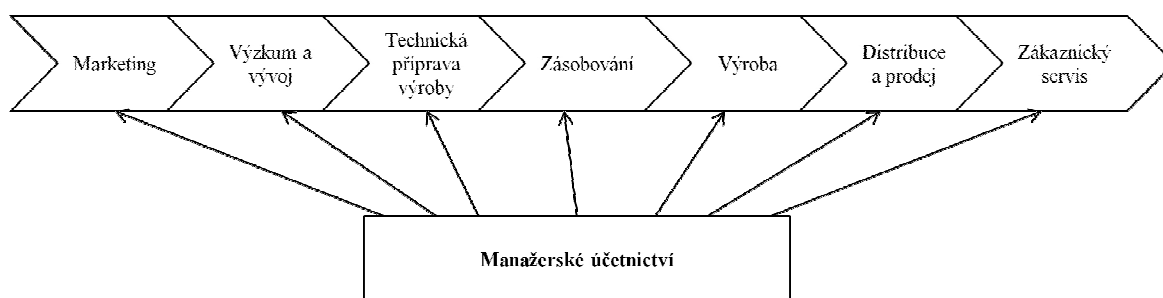 Marketing
Výzkum a
vývoj
Technická
příprava
výroby
Zásobování
Výroba
Distribuce
a prodej
Zákaznický
servis
Manažerské účetnictví